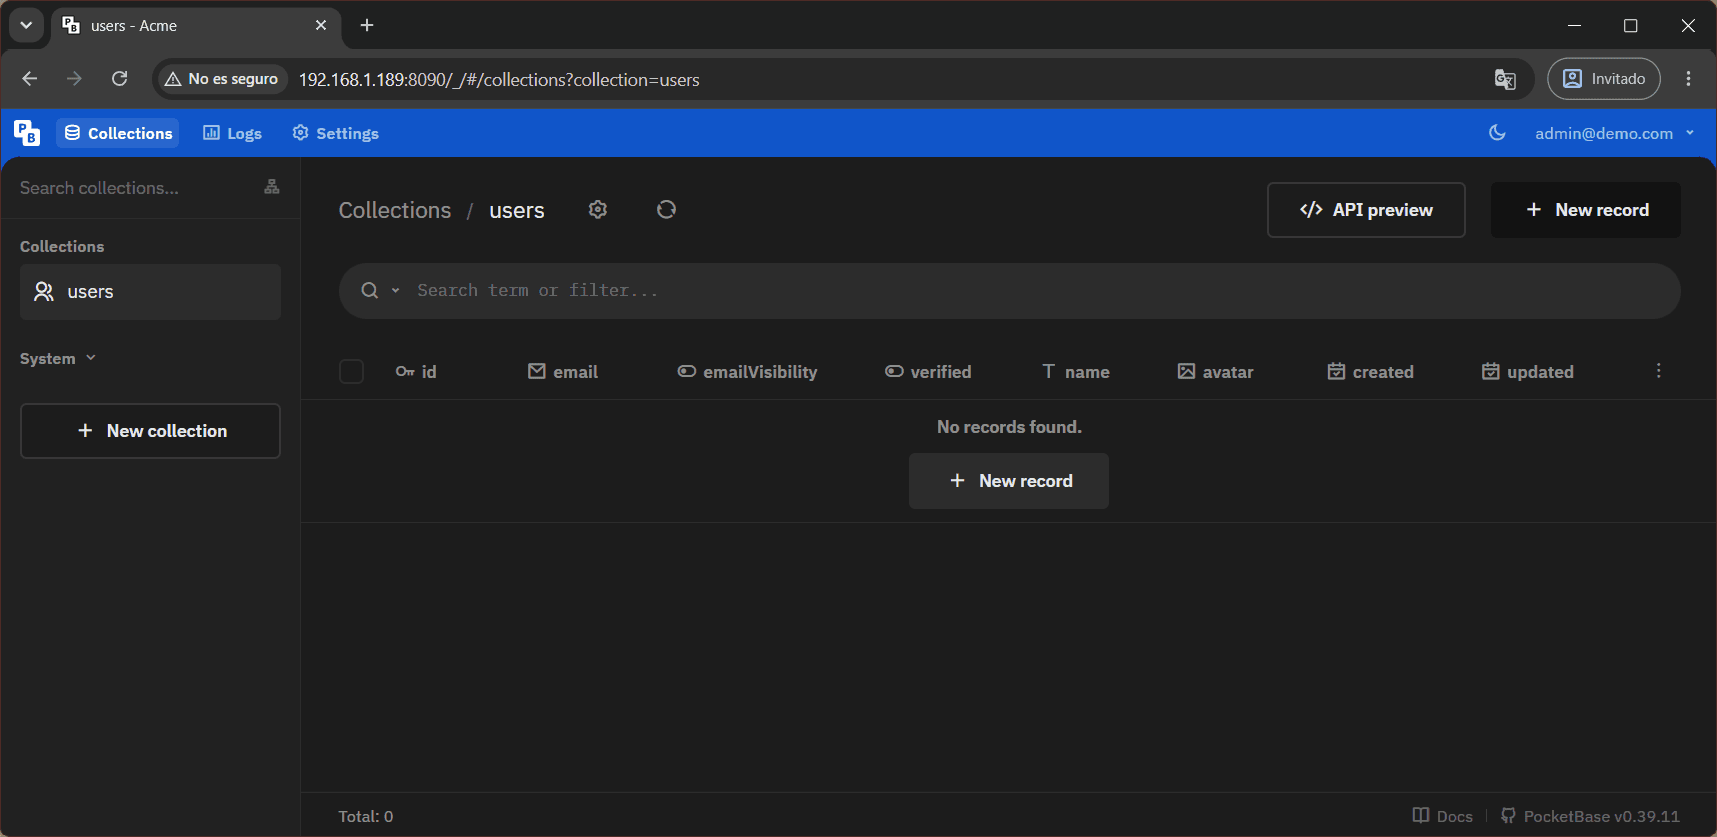 users - Acme
No es seguro
192.168.1.189:8090/_/#/collections?collection=users
Invitado
PB
Collections
Logs
Settings
admin@demo.com
Search collections...
Collections / users
API preview
New record
Collections
users
Search term or filter...
System
id
email
emailVisibility
verified
name
avatar
created
updated
New collection
No records found.
New record
Total: 0
Docs
PocketBase v0.39.11